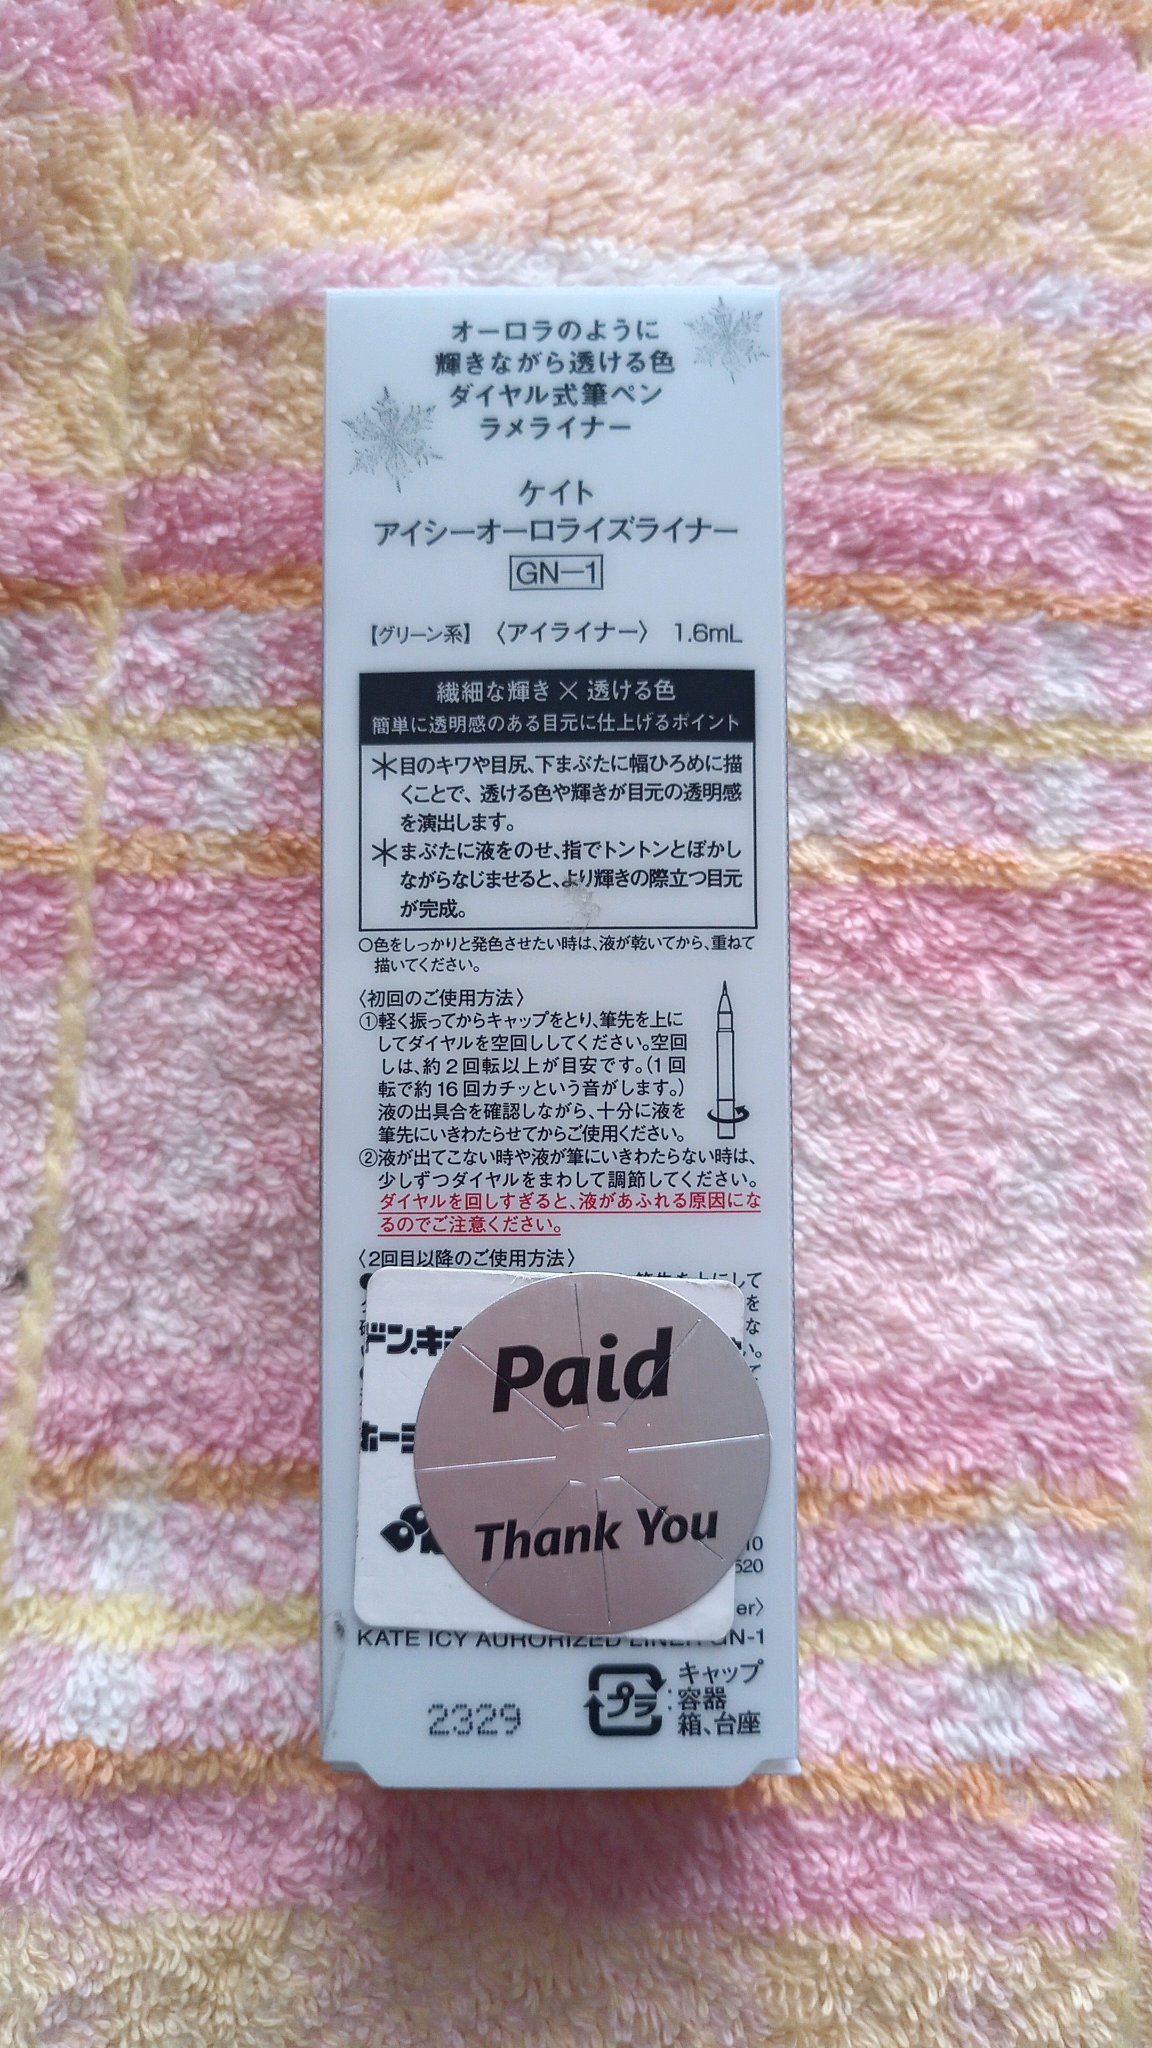 オーロラのように
輝きながら透ける色
ダイヤル式筆ペン
ラメライナー
ケイト
アイシーオーロライズライナー
GN-1
【グリーン系】 〈アイライナー〉 1.6mL
繊細な輝き×透ける色
簡単に透明感のある目元に仕上げるポイント
＊目のキワや目尻、下まぶたに幅ひろめに描
くことで、透ける色や輝きが目元の透明感
を演出します。
＊まぶたに液をのせ、指でトントンとぼかし
ながらなじませると、より輝きの際立つ目元
が完成。
○色をしっかりと発色させたい時は、液が乾いてから、重ねて
描いてください。
〈初回のご使用方法〉
①軽く振ってからキャップをとり、筆先を上に
してダイヤルを空回ししてください。空回
しは、約2回転以上が目安です。(1回
転で約16回カチッという音がします。)
液の出具合を確認しながら、十分に液を
筆先にいきわたらせてからご使用ください。
②液が出てこない時や液が筆にいきわたらない時は、
少しずつダイヤルをまわして調節してください。
ダイヤルを回しすぎると、液があふれる原因にな
るのでご注意ください。
〈2回目以降のご使用方法〉
筆先を上にして
を
な
い。
ドン.キ
ホー
Paid
Thank You
10
520
er〉
KATE ICY AURORIZED LINER GN-1
2329
プラ
:キャップ
容器
箱、台座